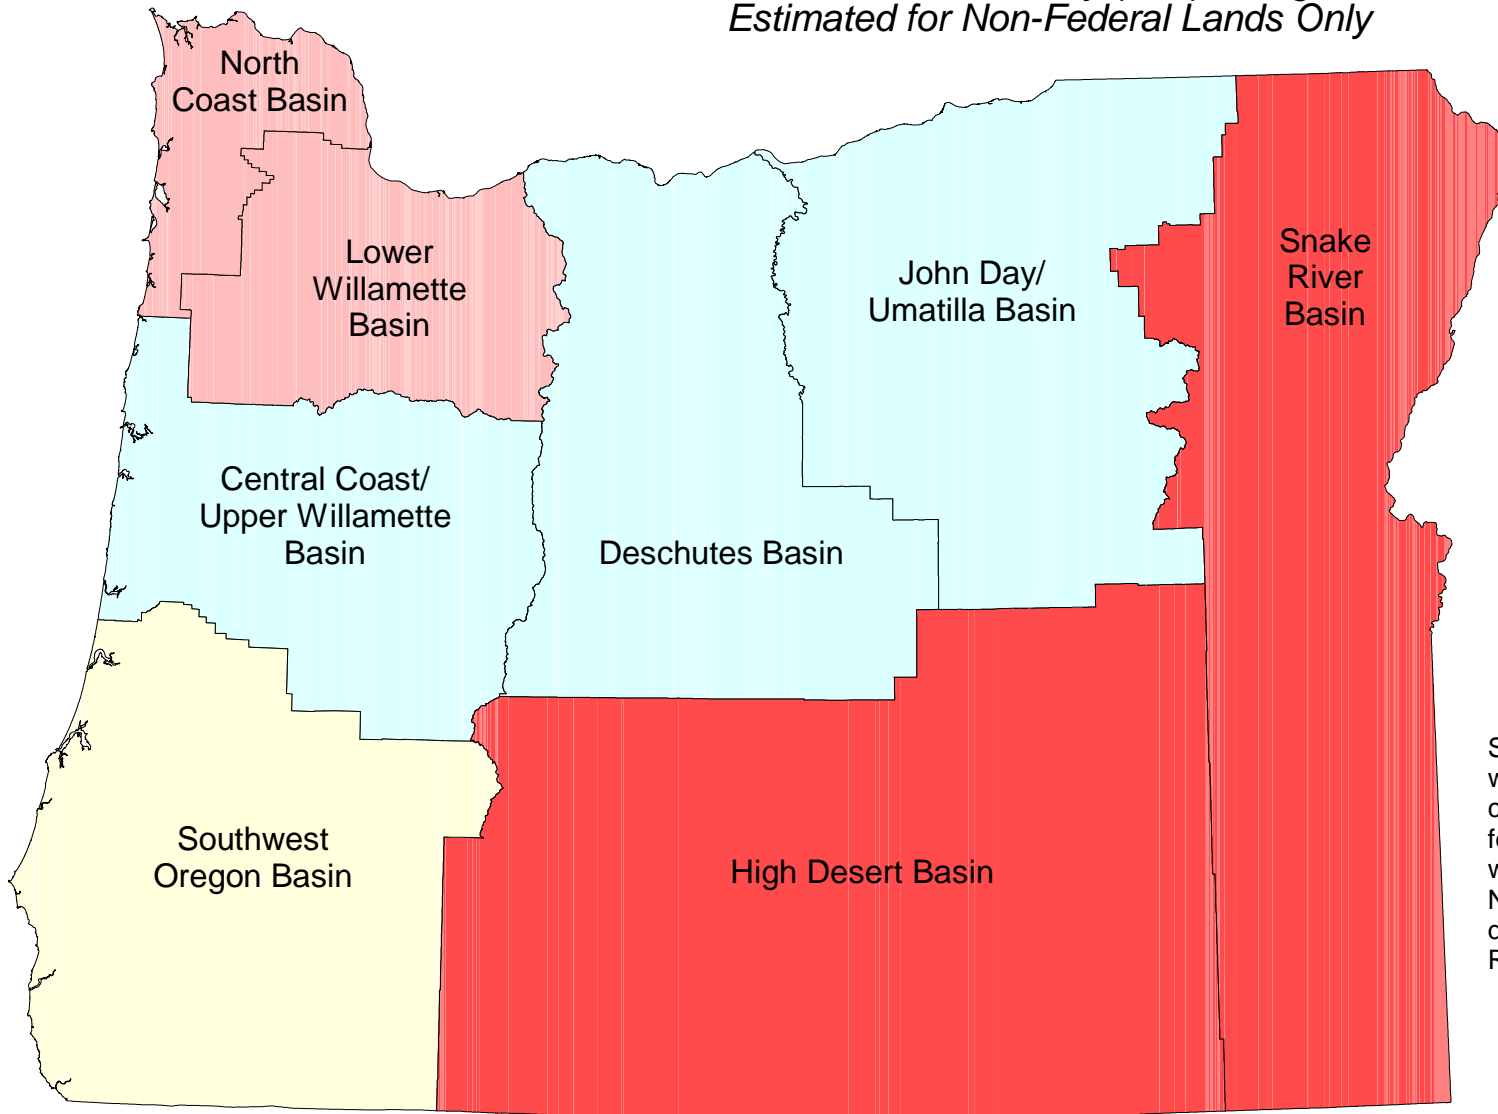 Estimated for Non-Federal Lands Only
North
Coast Basin
Lower
Willamette
Basin
John Day/
Umatilla Basin
Snake
River
Basin
Central Coast/
Upper Willamette
Basin
Deschutes Basin
Southwest
Oregon Basin
High Desert Basin